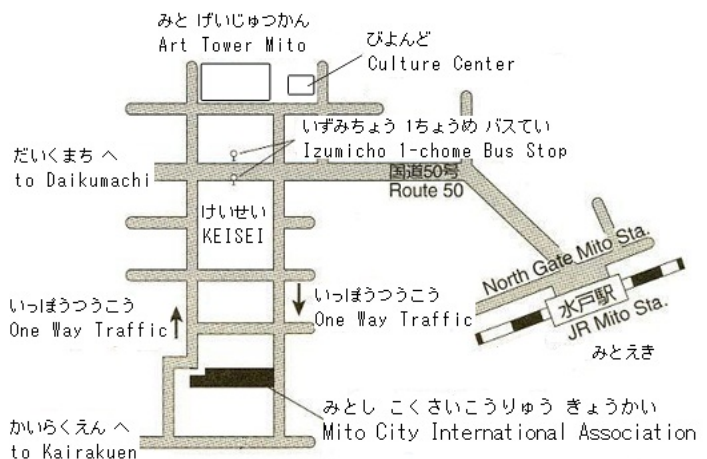 みと げいじゅつかん
Art Tower Mito
びよんど
Culture Center
いずみちょう 1ちょうめ バスてい
Izumicho 1-chome Bus Stop
だいくまち へ
to Daikumachi
国道50号
Route 50
けいせい
KEISEI
North Gate Mito Sta.
水戸駅
JR Mito Sta.
みとえき
いっぽうつうこう
One Way Traffic
いっぽうつうこう
One Way Traffic
みとし こくさいこうりゅう きょうかい
Mito City International Association
かいらくえん へ
to Kairakuen